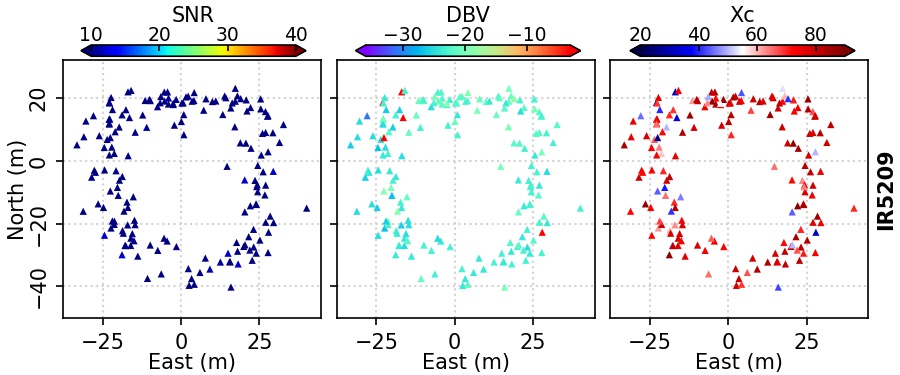 SNR DBV Xc
10 20 30 40 −30 −20 −10 20 40 60 80
20
0
−20
−40
North (m)
−25 0 25 −25 0 25 −25 0 25
East (m) East (m) East (m)
IR5209